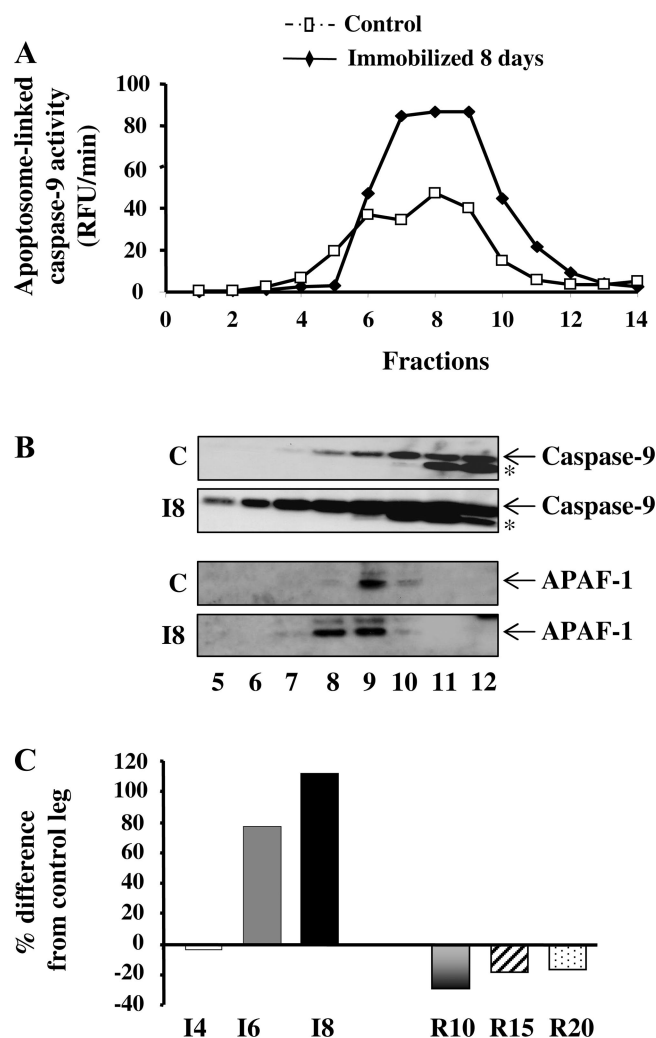 Control
Immobilized 8 days
A
Apoptosome-linked
caspase-9 activity
(RFU/min)
100
80
60
40
20
0
0 2 4 6 8 10 12 14
Fractions
B
C Caspase-9
*
I8 Caspase-9
*
C APAF-1
I8 APAF-1
5 6 7 8 9 10 11 12
C
% difference
from control leg
120
100
80
60
40
20
0
-20
-40
I4 I6 I8 R10 R15 R20